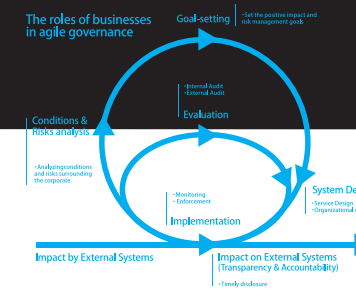 The roles of businesses
in agile governance
Goal-setting
•Set the positive impact and
risk management goals
•Internal Audit
•External Audit
Evaluation
Conditions &
Risks analysis
•Analyzingconditions
and risks surrounding
the corporate
•Monitoring
• Enforcement
Implementation
System De
•Service Design
•Organizational
Impact by External Systems
Impact on External Systems
(Transparency & Accountability)
•Timely disclosure